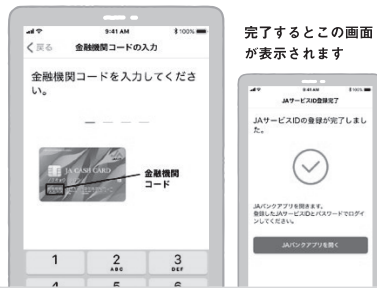 9:41 AM
100%
戻る
金融機関コードの入力
金融機関コードを入力してくださ
い。
JA CASH CARD
金融機関
コード
1
2
ABC
3
DEF
4
5
6
完了するとこの画面
が表示されます
9:41 AM
100%
JAサービスID登録完了
JAサービスIDの登録が完了しまし
た。
JAバンクアプリを開きます。
登録したJAサービスIDとパスワードでログイ
ンしてください。
JAバンクアプリを開く